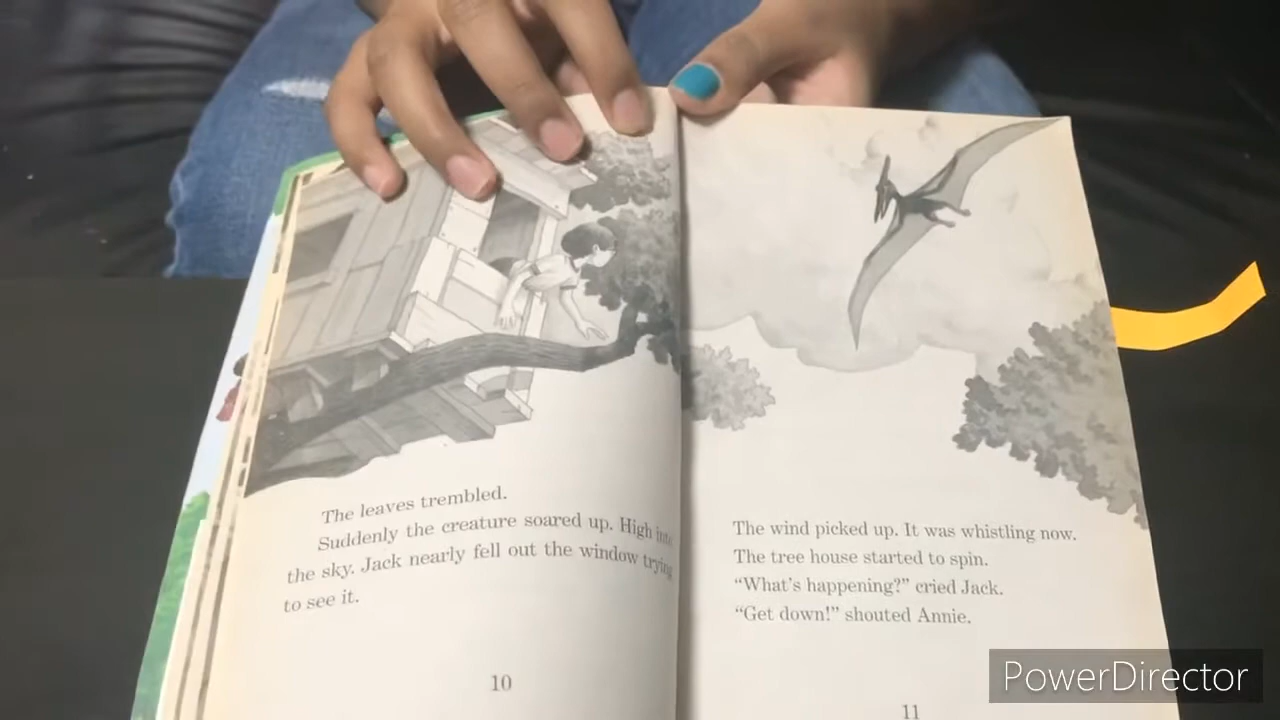 The leaves trembled.
Suddenly the creature soared up. High into
the sky. Jack nearly fell out the window trying
to see it.
10
The wind picked up. It was whistling now.
The tree house started to spin.
“What’s happening?” cried Jack.
“Get down!” shouted Annie.
11
PowerDirector